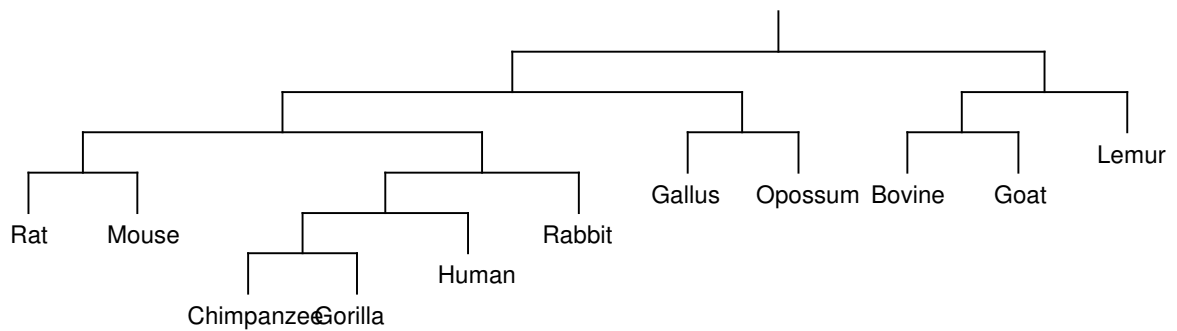 Lemur
Gallus Opossum Bovine Goat
Rat Mouse Rabbit
Human
Chimpanzee Gorilla